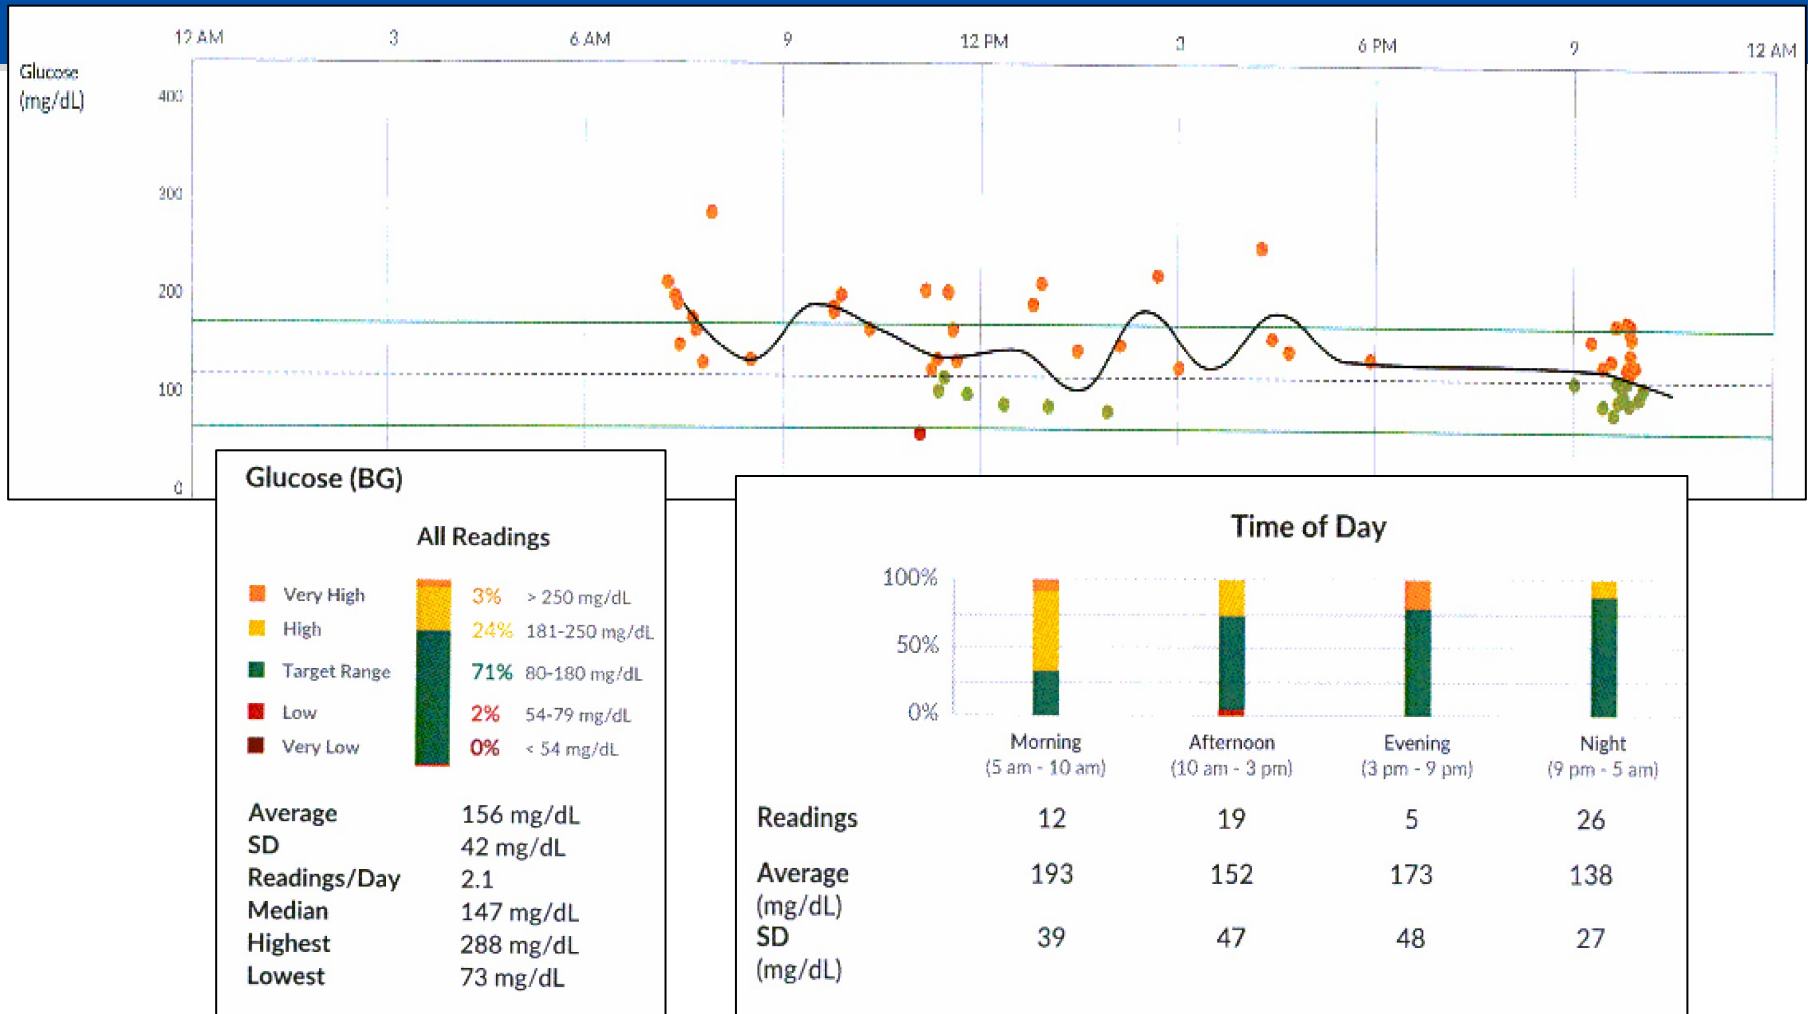 12 AM 3 6 AM 9 12 PM 3 6 PM 9 12 AM
Glucose
(mg/dL)
400
300
200
100
0
Glucose (BG)
All Readings
Very High 3% > 250 mg/dL
High 24% 181-250 mg/dL
Target Range 71% 80-180 mg/dL
Low 2% 54-79 mg/dL
Very Low 0% < 54 mg/dL
Average 156 mg/dL
SD 42 mg/dL
Readings/Day 2.1
Median 147 mg/dL
Highest 288 mg/dL
Lowest 73 mg/dL
Time of Day
100%
50%
0%
Morning Afternoon Evening Night
(5 am - 10 am) (10 am - 3 pm) (3 pm - 9 pm) (9 pm - 5 am)
Readings 12 19 5 26
Average 193 152 173 138
(mg/dL)
SD 39 47 48 27
(mg/dL)